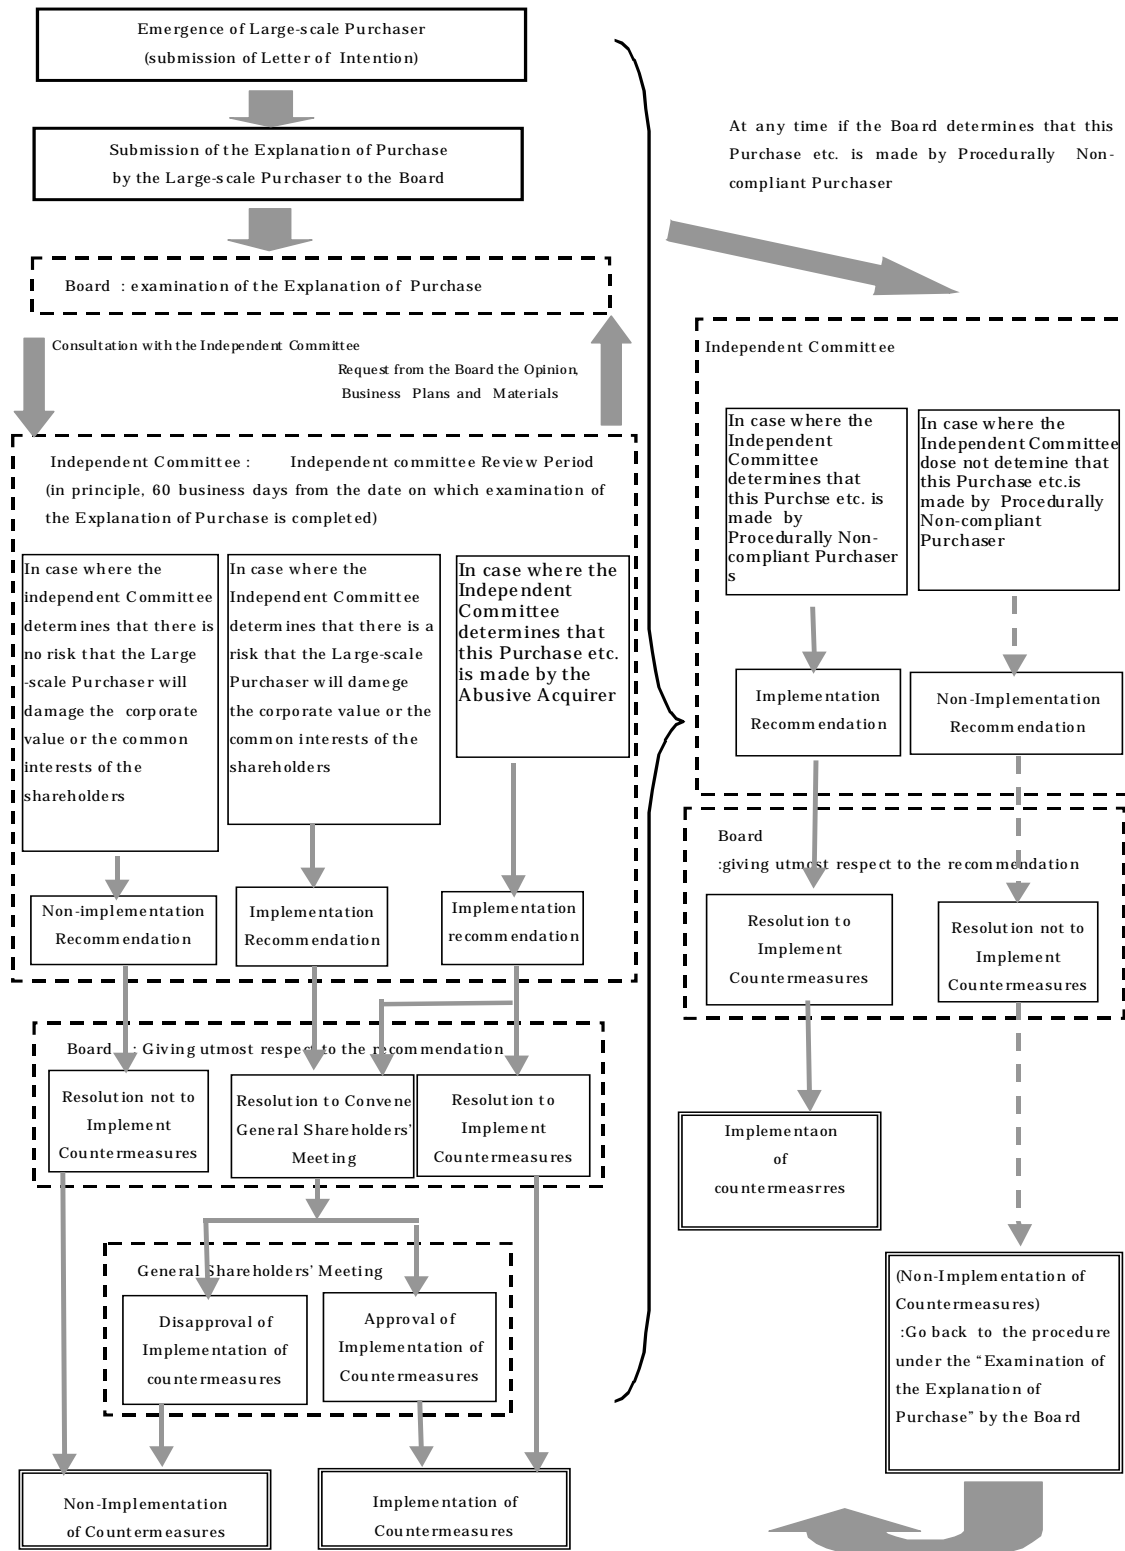 Emergence of Large-scale Purchaser
(submission of Letter of Intention)
Submission of the Explanation of Purchase
by the Large-scale Purchaser to the Board
Board : examination of the Explanation of Purchase
Consultation with the Independent Committee
Request from the Board the Opinion,
Business Plans and Materials
Independent Committee : Independent committee Review Period
(in principle, 60 business days from the date on which examination of
the Explanation of Purchase is completed)
In case where the
independent Committee
determines that there is
no risk that the Large
-scale Purchaser will
damage the corporate
value or the common
interests of the
shareholders
In case where the
Independent Committee
determines that there is a
risk that the Large-scale
Purchaser will damege
the corporate value or the
common interests of the
shareholders
In case where the
Independent
Committee
determines that
this Purchase etc.
is made by the
Abusive Acquirer
Non-implementation
Recommendation
Implementation
Recommendation
Implementation
recommendation
Board : Giving utmost respect to the recommendation
Resolution not to
Implement
Countermeasures
Resolution to Convene
General Shareholders'
Meeting
Resolution to
Implement
Countermeasures
General Shareholders' Meeting
Disapproval of
Implementation of
countermeasures
Approval of
Implementation of
Countermeasures
Non-Implementation
of Countermeasures
Implementation of
Countermeasures
At any time if the Board determines that this
Purchase etc. is made by Procedurally Non-
compliant Purchaser
Independent Committee
In case where the
Independent
Committee
determines that
this Purchse etc. is
made by
Procedurally Non-
compliant Purchaser
s
In case where the
Independent Committee
dose not detemine that
this Purchase etc.is
made by Procedurally
Non-compliant
Purchaser
Implementation
Recommendation
Non-Implementation
Recommendation
Board
:giving utmost respect to the recommendation
Resolution to
Implement
Countermeasures
Resolution not to
Implement
Countermeasures
Implementaon
of
countermeasrres
(Non-Implementation of
Countermeasures)
:Go back to the procedure
under the “Examination of
the Explanation of
Purchase” by the Board